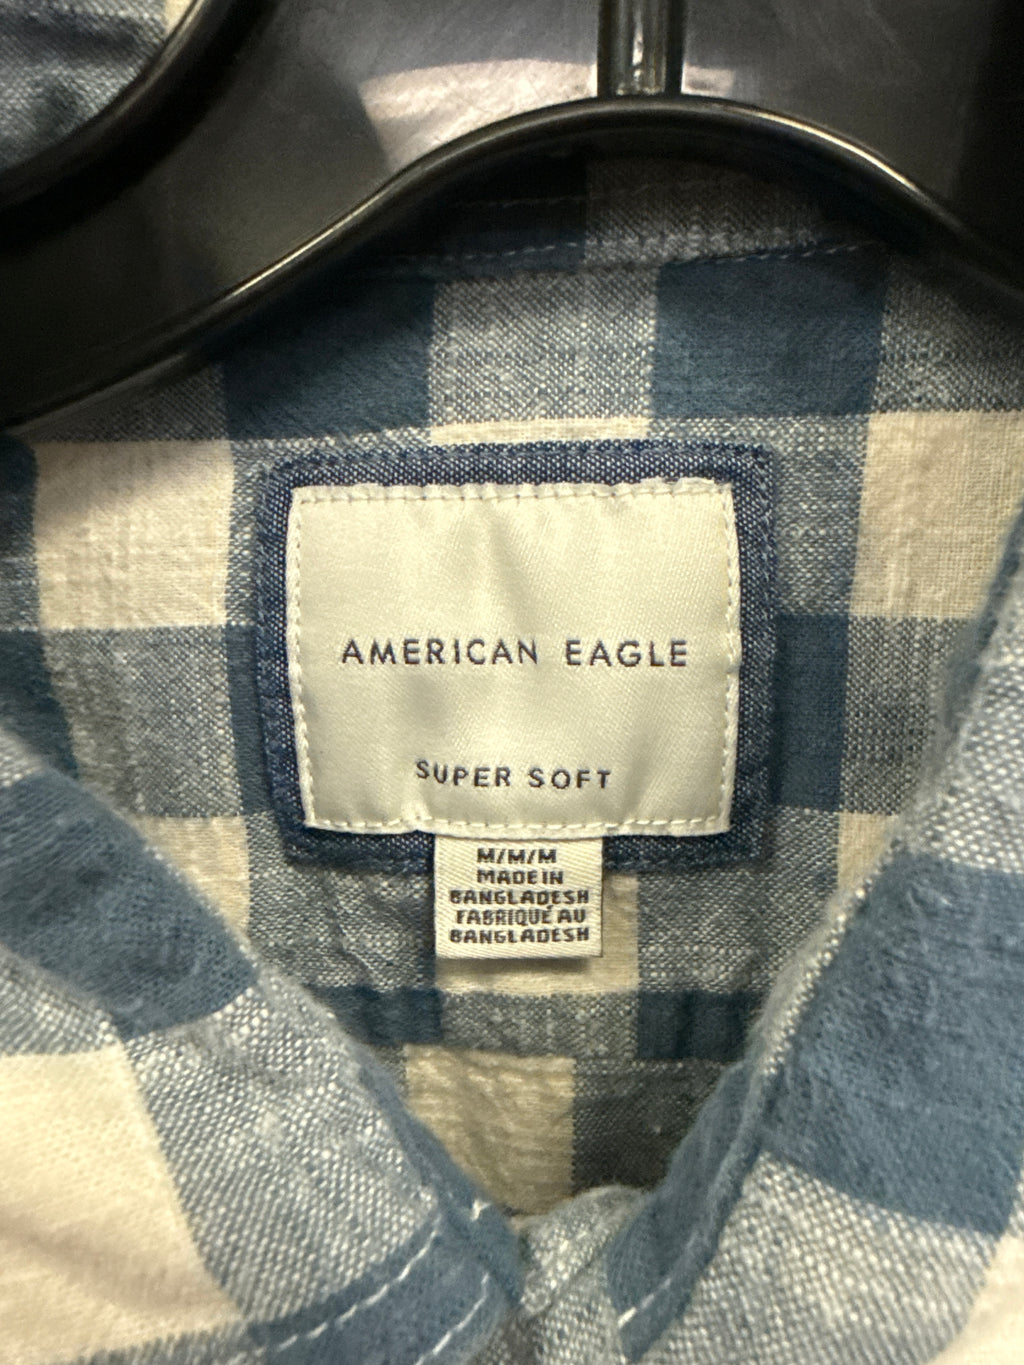 AMERICAN EAGLE
SUPER SOFT
M/M/M
MADE IN
BANGLADESH
FABRIQUÉ AU
BANGLADESH